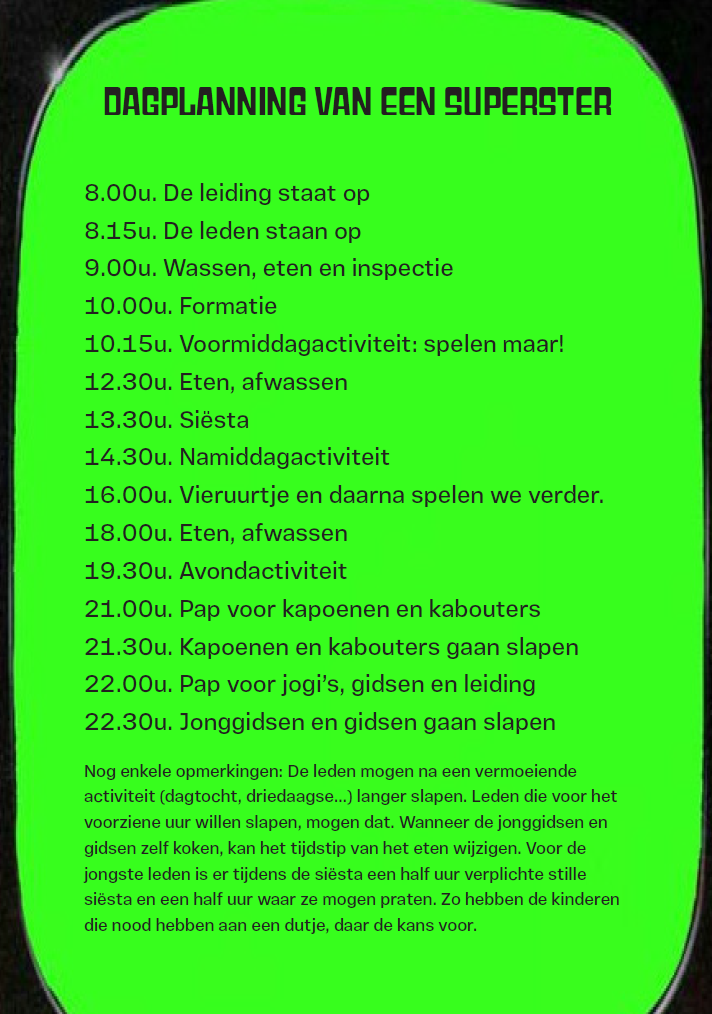 DAGPLANNING VAN EEN SUPERSTER
8.00u. De leiding staat op
8.15u. De leden staan op
9.00u. Wassen, eten en inspectie
10.00u. Formatie
10.15u. Voormiddagactiviteit: spelen maar!
12.30u. Eten, afwassen
13.30u. Siësta
14.30u. Namiddagactiviteit
16.00u. Vieruurtje en daarna spelen we verder.
18.00u. Eten, afwassen
19.30u. Avondactiviteit
21.00u. Pap voor kapoenen en kabouters
21.30u. Kapoenen en kabouters gaan slapen
22.00u. Pap voor jogi’s, gidsen en leiding
22.30u. Jonggidsen en gidsen gaan slapen
Nog enkele opmerkingen: De leden mogen na een vermoeiende
activiteit (dagtocht, driedaagse...) langer slapen. Leden die voor het
voorziene uur willen slapen, mogen dat. Wanneer de jonggidsen en
gidsen zelf koken, kan het tijdstip van het eten wijzigen. Voor de
jongste leden is er tijdens de siësta een half uur verplichte stille
siësta en een half uur waar ze mogen praten. Zo hebben de kinderen
die nood hebben aan een dutje, daar de kans voor.